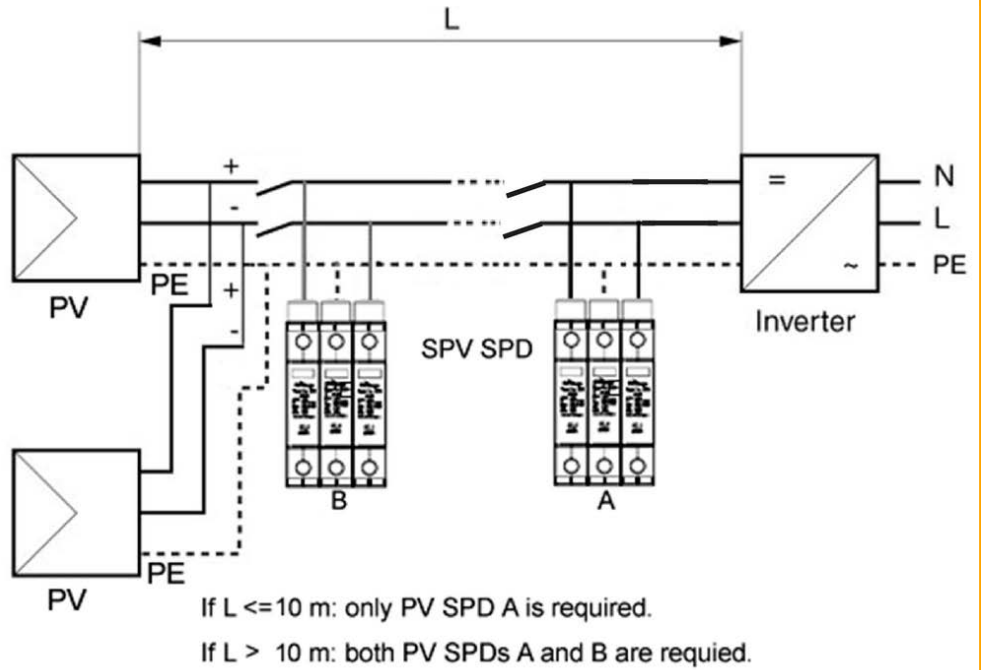 L
+
-
=
N
L
~
PE
PE
PV
+
-
Inverter
SPV SPD
B
A
PE
PV
If L <= 10 m: only PV SPD A is required.
If L > 10 m: both PV SPDs A and B are requied.